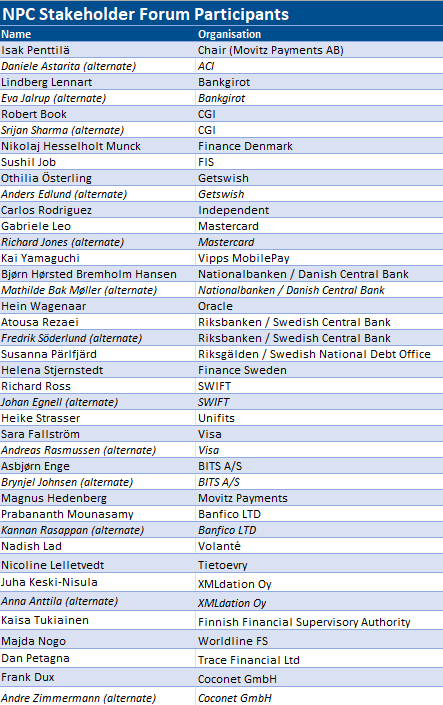 NPC Stakeholder Forum Participants
Name Organisation
Isak Penttilä Chair (Movitz Payments AB)
Daniele Astarita (alternate) ACI
Lindberg Lennart Bankgirot
Eva Jalrup (alternate) Bankgirot
Robert Book CGI
Srijan Sharma (alternate) CGI
Nikolaj Hesselholt Munck Finance Denmark
Sushil Job FIS
Othilia Österling Getswish
Anders Edlund (alternate) Getswish
Carlos Rodriguez Independent
Gabriele Leo Mastercard
Richard Jones (alternate) Mastercard
Kai Yamaguchi Vipps MobilePay
Bjørn Hørsted Bremholm Hansen Nationalbanken / Danish Central Bank
Mathilde Bak Møller (alternate) Nationalbanken / Danish Central Bank
Hein Wagenaar Oracle
Atousa Rezaei Riksbanken / Swedish Central Bank
Fredrik Söderlund (alternate) Riksbanken / Swedish Central Bank
Susanna Pärlfjärd Riksgälden / Swedish National Debt Office
Helena Stjernstedt Finance Sweden
Richard Ross SWIFT
Johan Egnell (alternate) SWIFT
Heike Strasser Unifits
Sara Fallström Visa
Andreas Rasmussen (alternate) Visa
Asbjørn Enge BITS A/S
Brynjel Johnsen (alternate) BITS A/S
Magnus Hedenberg Movitz Payments
Prabananth Mounasamy Banfico LTD
Kannan Rasappan (alternate) Banfico LTD
Nadish Lad Volanté
Nicoline Lelletvedt Tietoevry
Juha Keski-Nisula XMLdation Oy
Anna Anttila (alternate) XMLdation Oy
Kaisa Tukiainen Finnish Financial Supervisory Authority
Majda Nogo Worldline FS
Dan Petagna Trace Financial Ltd
Frank Dux Coconet GmbH
Andre Zimmermann (alternate) Coconet GmbH